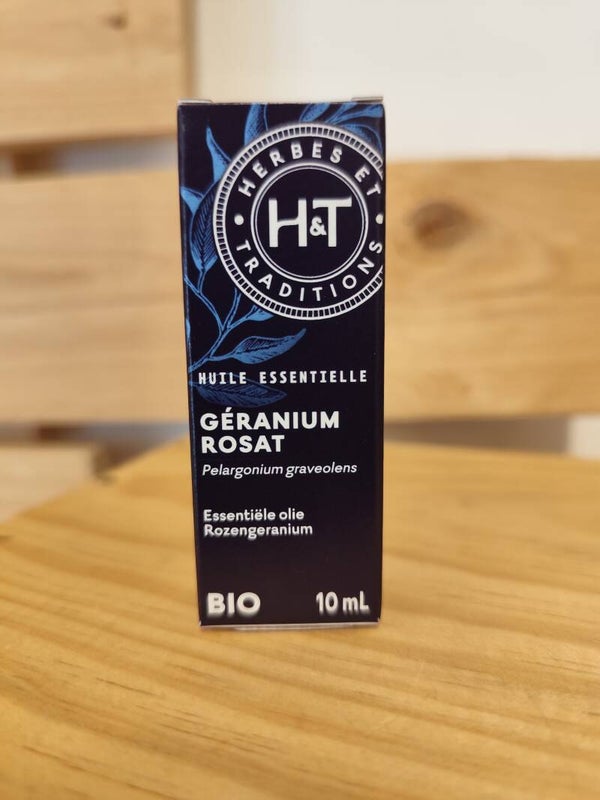 HERBES ET
H&T
TRADITIONS
HUILE ESSENTIELLE
GÉRANIUM
ROSAT
Pelargonium graveolens
Essentiële olie
Rozengeranium
BIO 10 mL